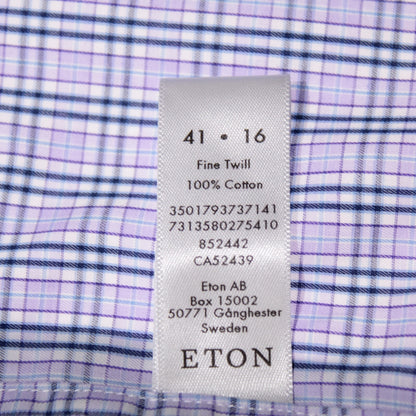 41 • 16
Fine Twill
100% Cotton
3501793737141
7313580275410
852442
CA52439
Eton AB
Box 15002
50771 Gånghester
Sweden
ETON